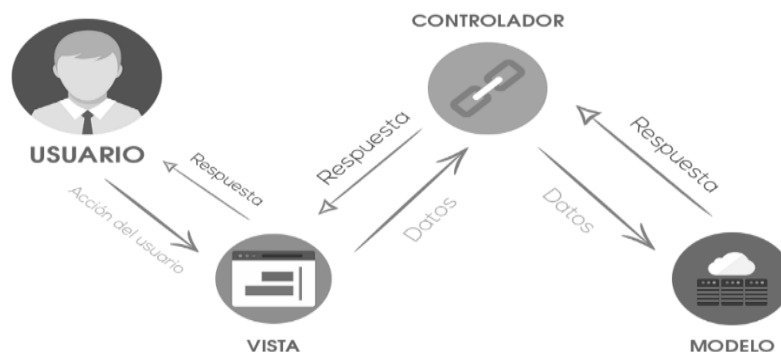 CONTROLADOR
USUARIO
Respuesta
Acción del usuario
Respuesta
Datos
Respuesta
Datos
VISTA
MODELO